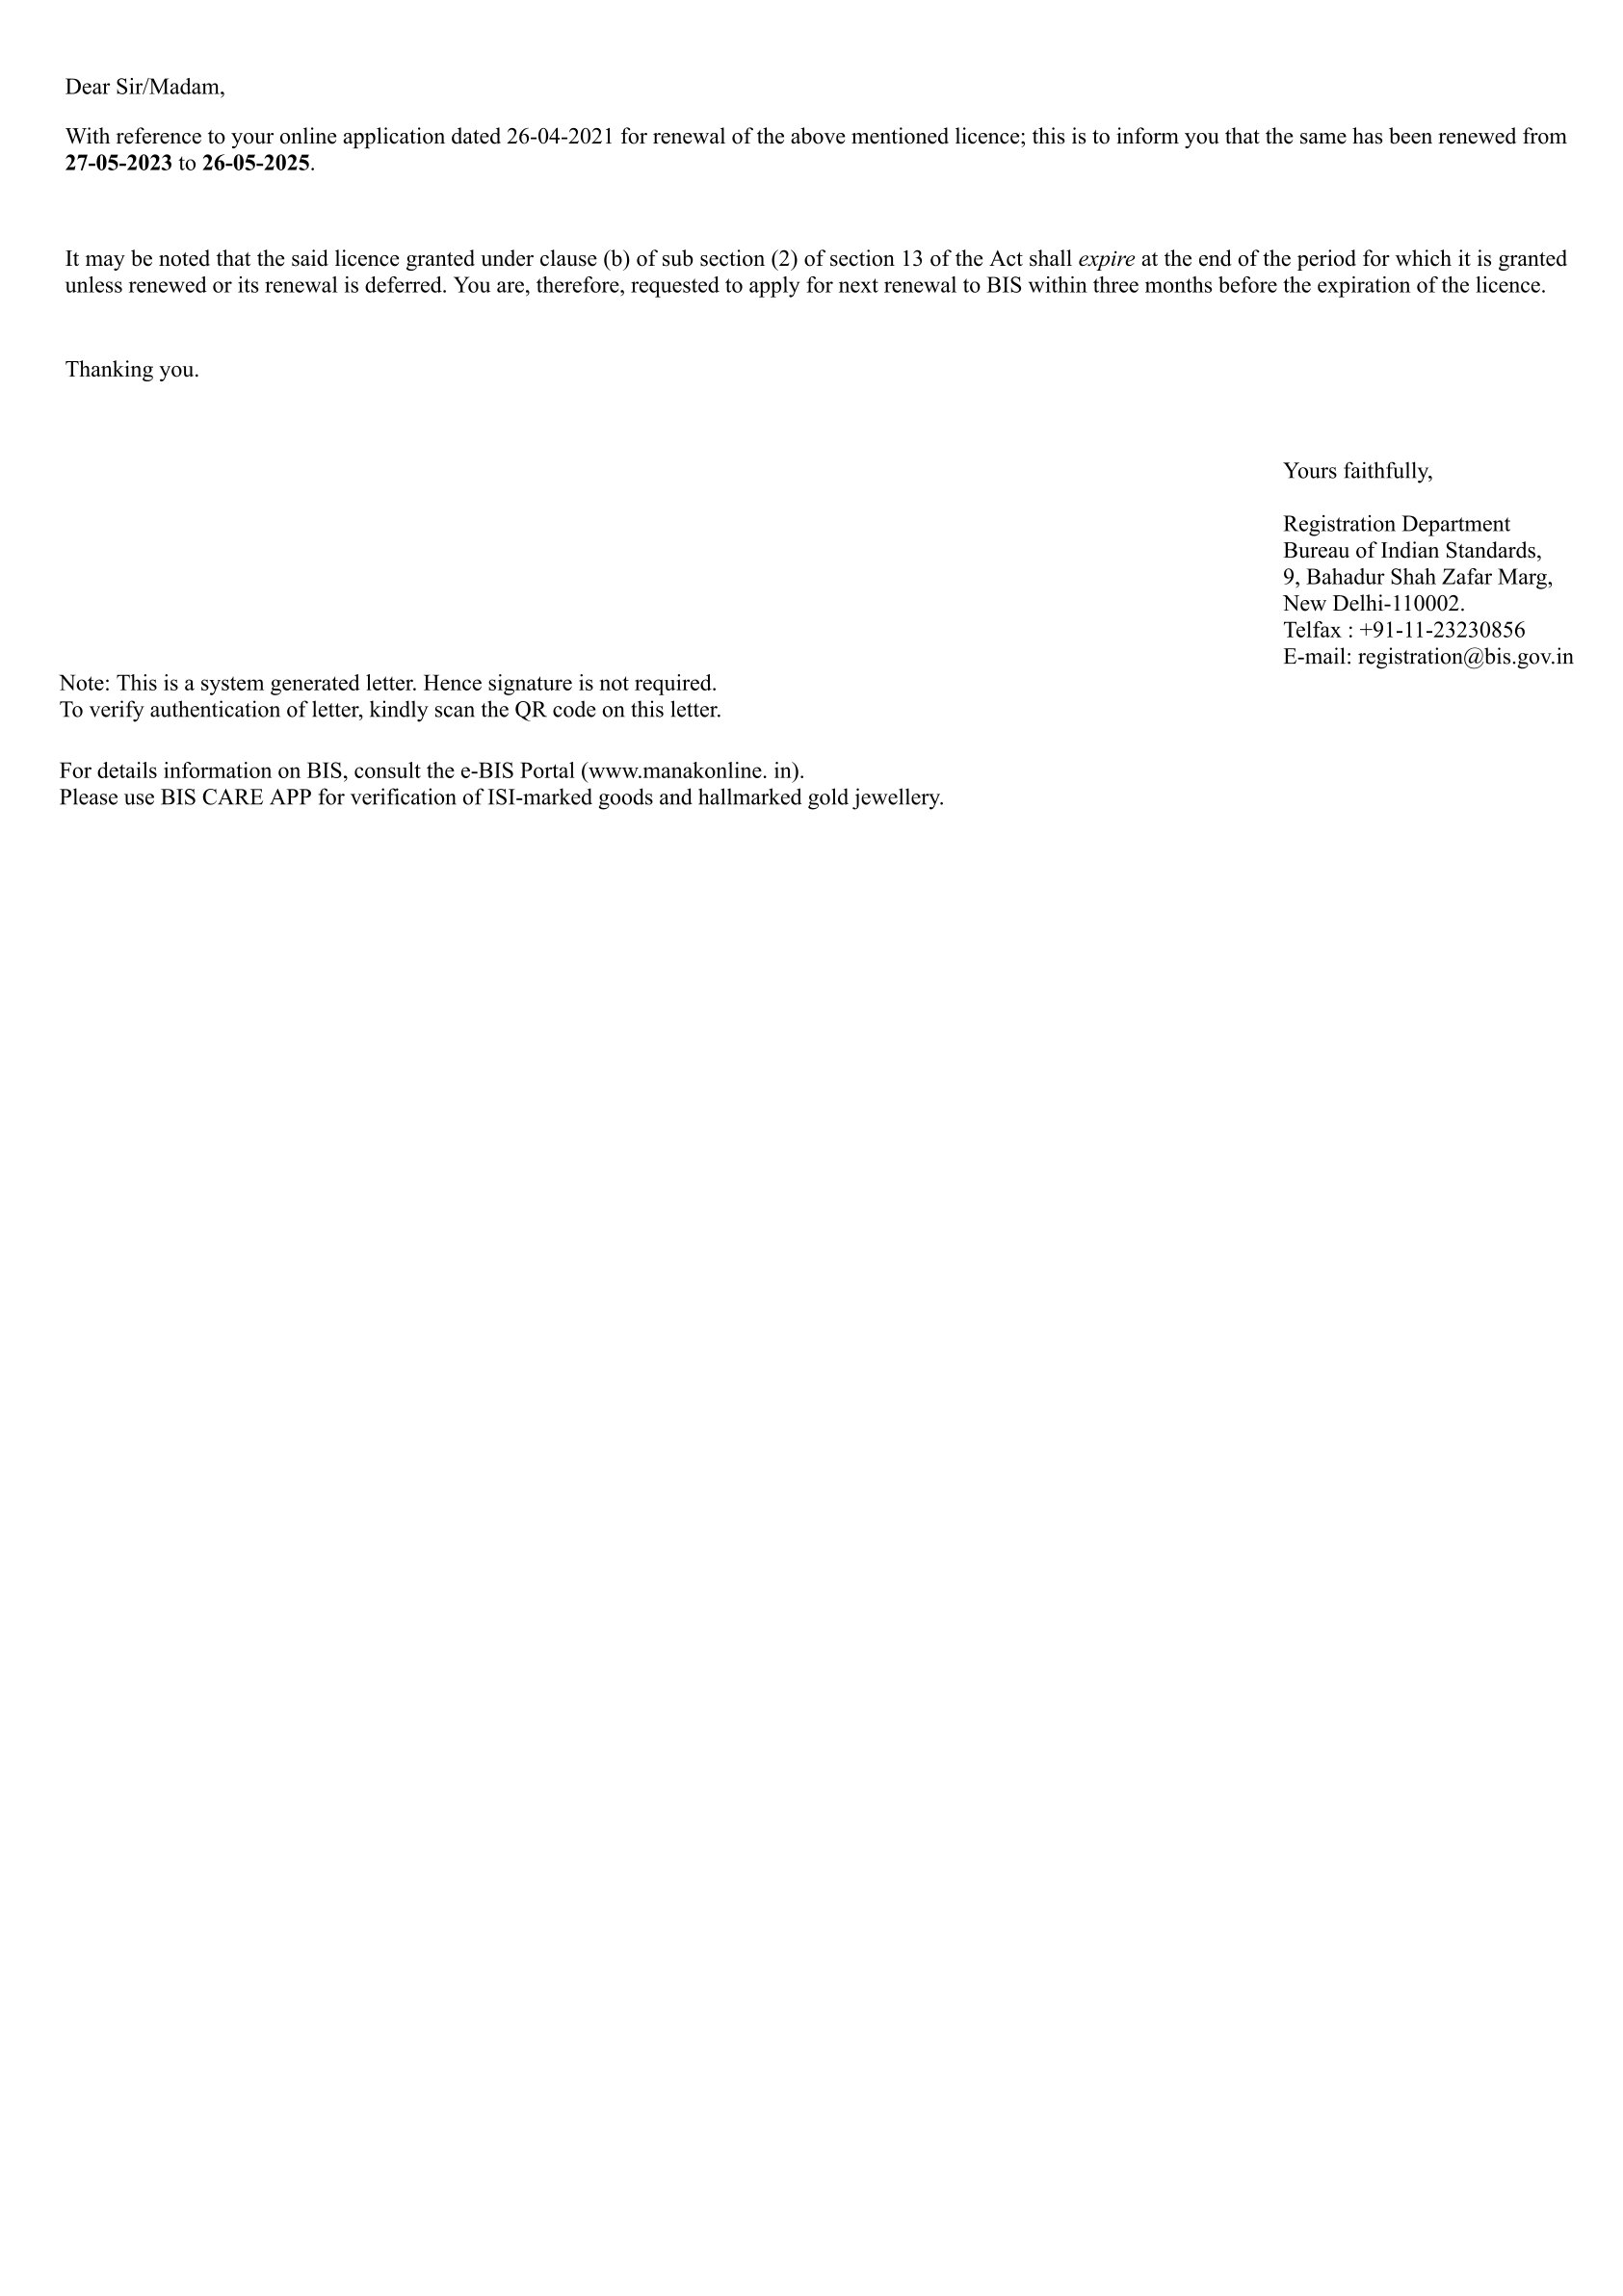 Dear Sir/Madam,
With reference to your online application dated 26-04-2021 for renewal of the above mentioned licence; this is to inform you that the same has been renewed from
27-05-2023 to 26-05-2025.
It may be noted that the said licence granted under clause (b) of sub section (2) of section 13 of the Act shall expire at the end of the period for which it is granted
unless renewed or its renewal is deferred. You are, therefore, requested to apply for next renewal to BIS within three months before the expiration of the licence.
Thanking you.
Yours faithfully,
Registration Department
Bureau of Indian Standards,
9, Bahadur Shah Zafar Marg,
New Delhi-110002.
Telfax : +91-11-23230856
E-mail: registration@bis.gov.in
Note: This is a system generated letter. Hence signature is not required.
To verify authentication of letter, kindly scan the QR code on this letter.
For details information on BIS, consult the e-BIS Portal (www.manakonline. in).
Please use BIS CARE APP for verification of ISI-marked goods and hallmarked gold jewellery.